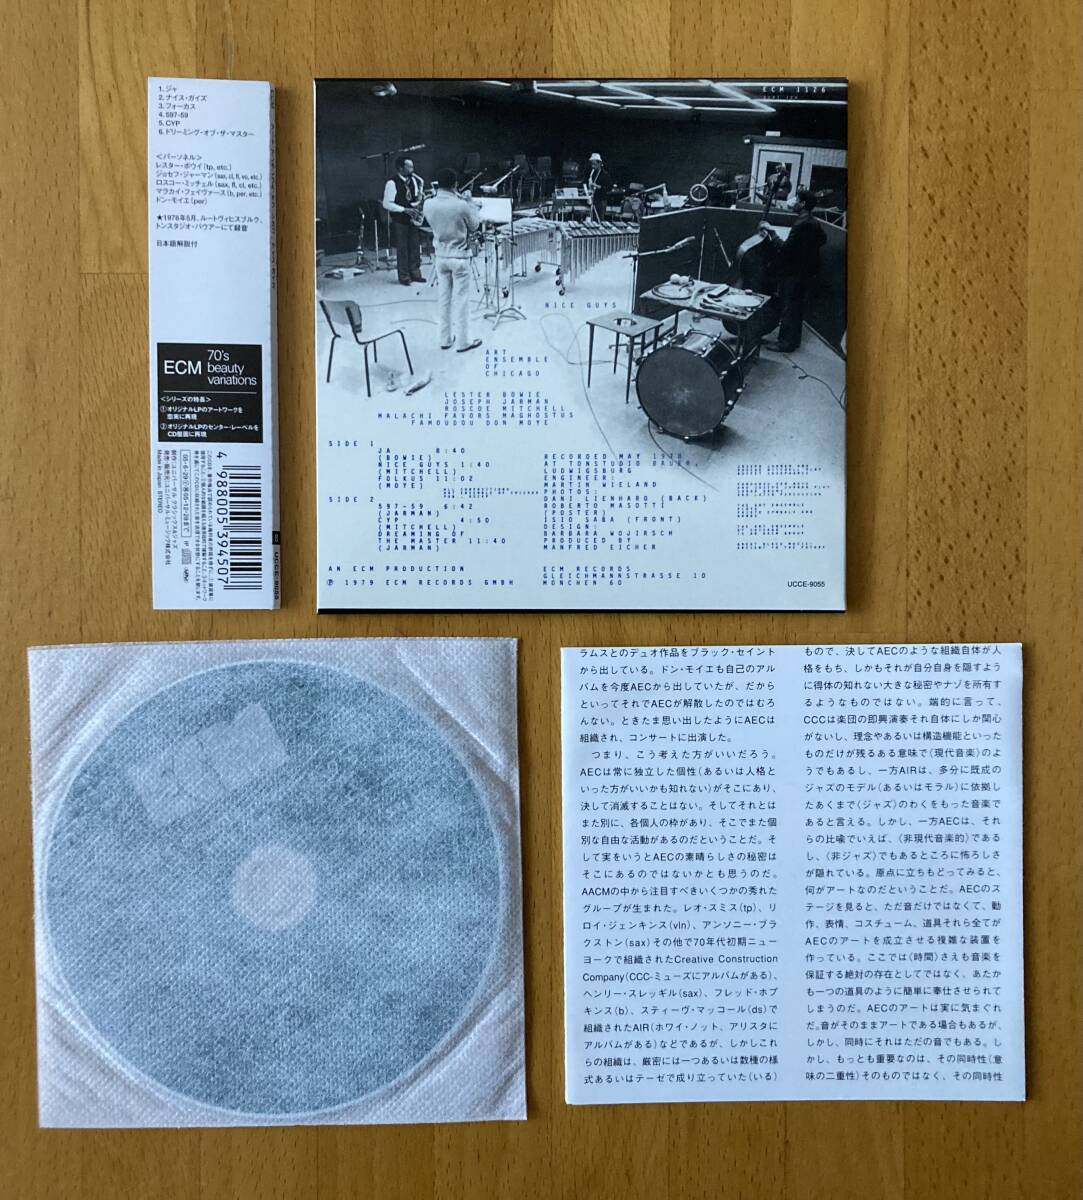 1. ジャ
2. ナイス・ガイズ
3. フォーカス
4. 597-59
5. CYP
6. ドリーミング・オブ・ザ・マスター
<パーソネル>
レスター・ボウイ(tp, etc.)
ジョセフ・ジャーマン(sax, cl, fl, vo, etc.)
ロスコー・ミッチェル(sax, fl, cl, etc.)
マラカイ・フェイヴァース(b, per, etc.)
ドン・モイエ(per)
★1978年5月、ルートヴィヒスブルク、
トンスタジオ・バウアーにて録音
日本語解説付
ECM
70's
beauty
variations
<シリーズの特長>
①オリジナルLPのアートワークを
忠実に再現
②オリジナルLPのセンター・レーベルを
CD盤面に再現
4 988005 394507
05・6・29
05・12・28まで
Made in Japan STEREO
UCCE-9055
ECM 1126
NICE GUYS
ART
ENSEMBLE
OF
CHICAGO
LESTER BOWIE
JOSEPH JARMAN
ROSCOE MITCHELL
MALACHI FAVORS MAGHOSTUS
FAMOUDOU DON MOYE
SIDE 1
JA 8:40
(BOWIE)
NICE GUYS 1:40
(MITCHELL)
FOLKUS 11:02
(MOYE)
SIDE 2
597-59 6:42
(JARMAN)
CYP 4:50
(MITCHELL)
DREAMING OF
THE MASTER 11:40
(JARMAN)
RECORDED MAY 1978
AT TONSTUDIO BAUER,
LUDWIGSBURG
ENGINEER:
MARTIN WIELAND
PHOTOS:
DANI LIENHARD (BACK)
ROBERTO MASOTTI
(POSTER)
ISIO SABA (FRONT)
DESIGN:
BARBARA WOJIRSCH
PRODUCED BY
MANFRED EICHER
AN ECM PRODUCTION
Ⓟ 1979 ECM RECORDS GMBH
ECM RECORDS
GLEICHMANNSTRASSE 10
MÜNCHEN 60
UCCE-9055
ラムスとのデュオ作品をブラック・セイント
から出している。ドン・モイエも自己のアル
バムを今度AECから出していたが、だから
といってそれでAECが解散したのではむろ
んない。ときたま思い出したようにAECは
組織され、コンサートに出演した。
つまり、こう考えた方がいいだろう。
AECは常に独立した個性(あるいは人格と
いった方がいいかも知れない)がそこにあり、
決して消滅することはない。そしてそれとは
また別に、各個人の枠があり、そこでまた個
別な自由な活動があるのだということだ。そ
して実をいうとAECの素晴らしさの秘密は
そこにあるのではないかとも思うのだ。
AACMの中から注目すべきいくつかの秀れた
グループが生まれた。レオ・スミス(tp)、リ
ロイ・ジェンキンス(vln)、アンソニー・ブラ
クストン(sax)その他で70年代初期ニュー
ヨークで組織されたCreative Construction
Company(CCC-ミューズにアルバムがある)、
ヘンリー・スレッギル(sax)、フレッド・ホプ
キンス(b)、スティーヴ・マッコール(ds)で
組織されたAIR(ホワイ・ノット、アリスタに
アルバムがある)などであるが、しかしこれ
らの組織は、厳密には一つあるいは数種の様
式あるいはテーゼで成り立っていた(いる)
もので、決してAECのような組織自体が人
格をもち、しかもそれが自分自身を隠すよう
に得体の知れない大きな秘密やナゾを所有す
るようなものではない。端的に言って、
CCCは楽団の即興演奏それ自体にしか関心
がないし、理念やあるいは構造機能といった
ものだけが残るある意味で〈現代音楽〉のよ
うでもあるし、一方AIRは、多分に既成の
ジャズのモデル(あるいはモラル)に依拠し
たあくまで〈ジャズ〉のわくをもった音楽で
あると言える。しかし、一方AECは、それ
らの比喩でいえば、〈非現代音楽的〉である
し、〈非ジャズ〉でもあるところに怖ろしさ
が隠れている。原点に立ちもどってみると、
何がアートなのだということだ。AECのス
テージを見ると、ただ音だけではなくて、動
作、表情、コスチューム、道具それら全てが
AECのアートを成立させる複雑な装置を
作っている。ここでは〈時間〉さえも音楽を
保証する絶対の存在としてではなく、あたか
も一つの道具のように簡単に奉仕させられて
しまうのだ。AECのアートは実に気まぐれ
だ。音がそのままアートである場合もあるが、
しかし、同時にそれはただの音でもある。し
かし、もっとも重要なのは、その同時性(意
味の二重性)そのものではなく、その同時性